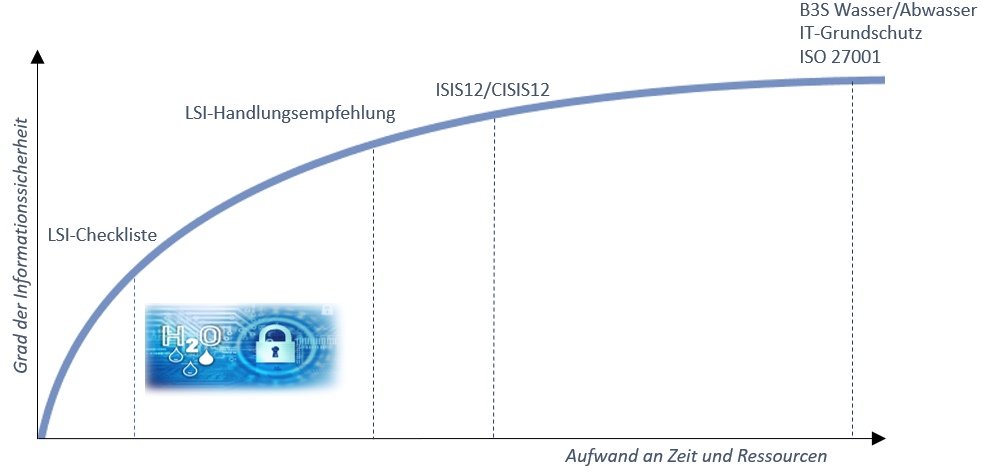 B3S Wasser/Abwasser
IT-Grundschutz
ISO 27001
ISIS12/CISIS12
LSI-Handlungsempfehlung
LSI-Checkliste
Grad der Informationssicherheit
H2O
Aufwand an Zeit und Ressourcen